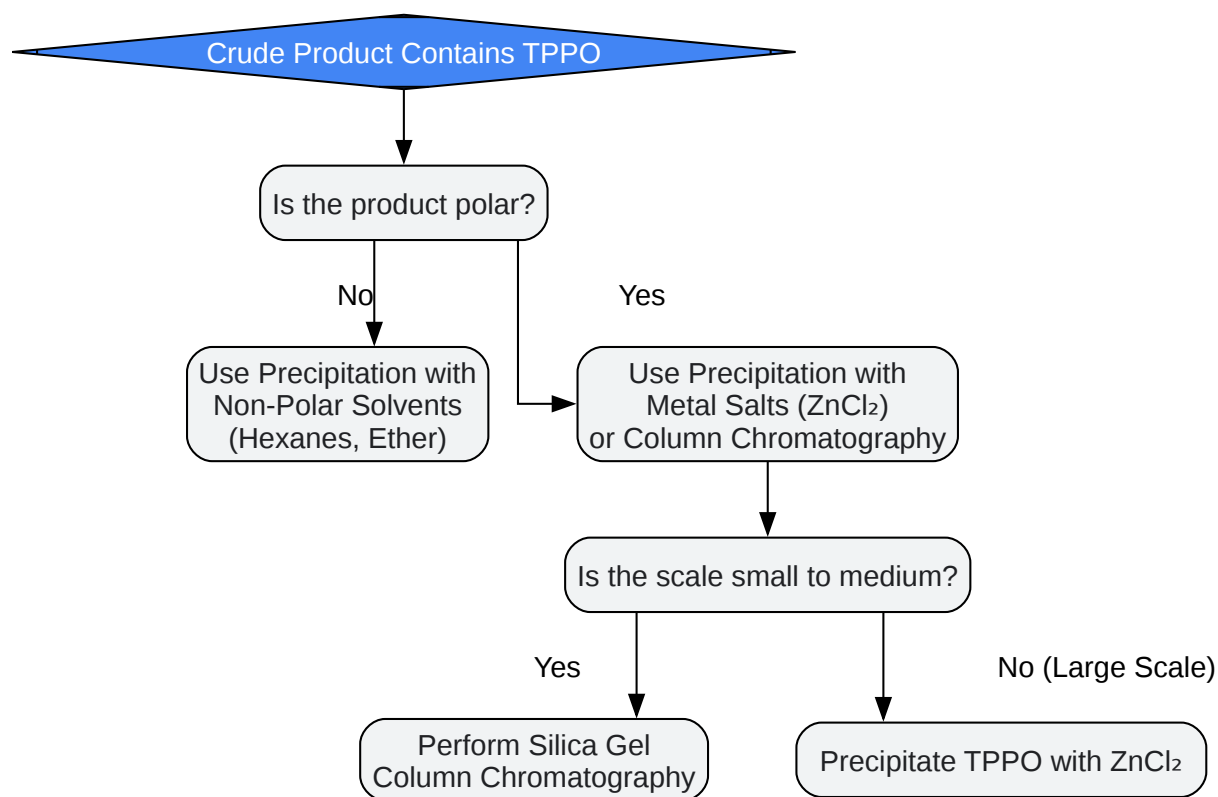 Crude Product Contains TPPO
Is the product polar?
No
Yes
Use Precipitation with
Non-Polar Solvents
(Hexanes, Ether)
Use Precipitation with
Metal Salts (ZnCl₂)
or Column Chromatography
Is the scale small to medium?
Yes
No (Large Scale)
Perform Silica Gel
Column Chromatography
Precipitate TPPO with ZnCl₂